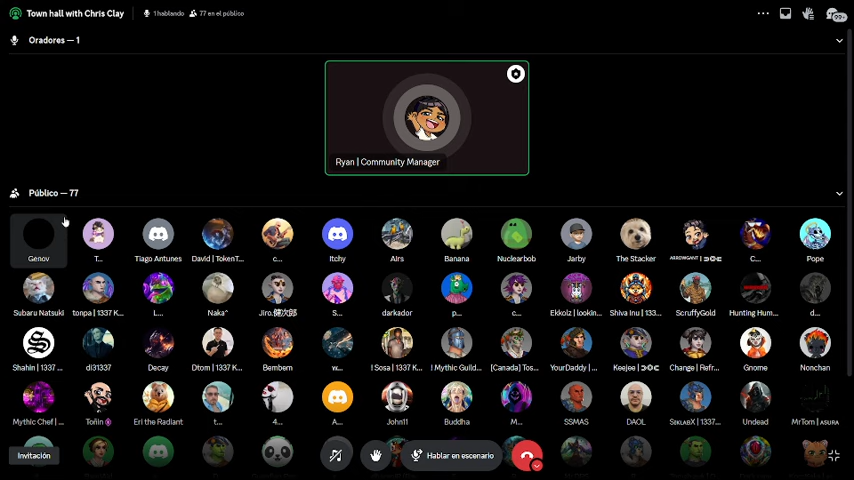 Town hall with Chris Clay
1 hablando 77 en el público
99+
Oradores — 1
Ryan | Community Manager
Público — 77
Genov T... Tiago Antunes David | TokenT... c... Itchy Alrs Banana Nuclearbob Jarby The Stacker C... Pope
Subaru Natsuki tonpa | 1337 K... L... Naka^ Jiro.健次郎 S... darkador p... c... Ekkolz | lookin... Shiva Inu | 133... ScruffyGold Hunting Hum... d...
Shahin | 1337 ... di31337 Decay Dtom | 1337 K... Bembem ! Sosa | 1337 K... ! Mythic Guild... [Canada] Tos... YourDaddy | ... Keejee | Change | Refr... Gnome Nonchan
Mythic Chef | ... Toñin Eri the Radiant t... 4... A... John11 Buddha M... SSMAS DAOL SEKLABX | 1337... Undead MrTom | ASURA
Invitación
Hablar en escenario